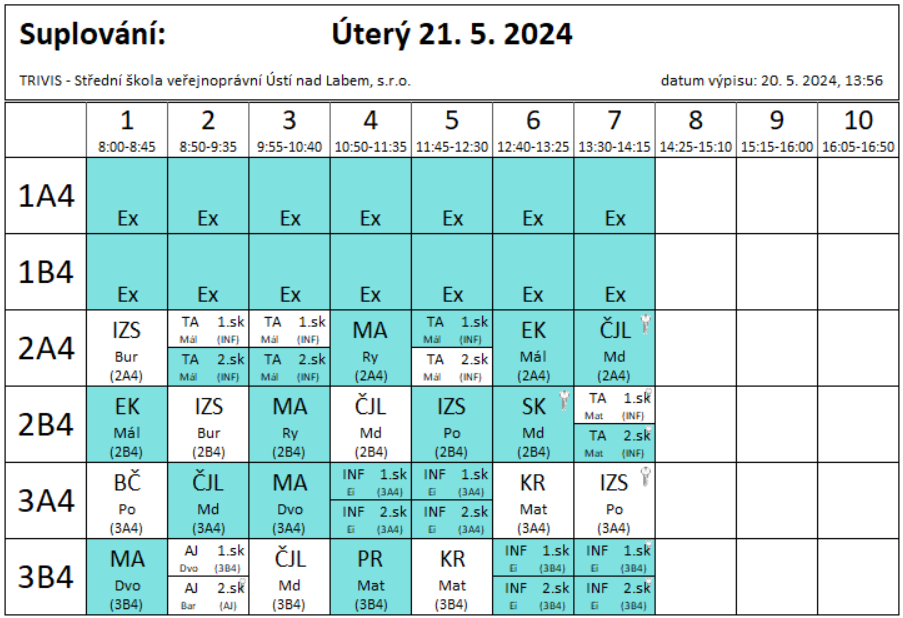 Suplování: Úterý 21. 5. 2024
TRIVIS - Střední škola veřejnoprávní Ústí nad Labem, s.r.o. datum výpisu: 20. 5. 2024, 13:56
1 2 3 4 5 6 7 8 9 10
8:00-8:45 8:50-9:35 9:55-10:40 10:50-11:35 11:45-12:30 12:40-13:25 13:30-14:15 14:25-15:10 15:15-16:00 16:05-16:50
1A4
Ex Ex Ex Ex Ex Ex Ex
1B4
Ex Ex Ex Ex Ex Ex Ex
2A4
IZS TA 1.sk TA 1.sk MA TA 1.sk EK ČJL
Mál (INF) Mál (INF) Mál (INF)
Bur TA 2.sk TA 2.sk Ry TA 2.sk Mál Md
(2A4) Mál (INF) Mál (INF) (2A4) Mál (INF) (2A4) (2A4)
2B4
EK IZS MA ČJL IZS SK TA 1.sk
Mat (INF)
Mál Bur Ry Md Po Md TA 2.sk
(2B4) (2B4) (2B4) (2B4) (2B4) (2B4) Mat (INF)
3A4
BČ ČJL MA INF 1.sk INF 1.sk KR IZS
Ei (3A4) Ei (3A4)
Po Md Dvo INF 2.sk INF 2.sk Mat Po
(3A4) (3A4) (3A4) Ei (3A4) Ei (3A4) (3A4) (3A4)
3B4
MA AJ 1.sk ČJL PR KR INF 1.sk INF 1.sk
Dvo (3B4) Ei (3B4) Ei (3B4)
Dvo AJ 2.sk Md Mat Mat INF 2.sk INF 2.sk
(3B4) Bar (AJ) (3B4) (3B4) (3B4) Ei (3B4) Ei (3B4)